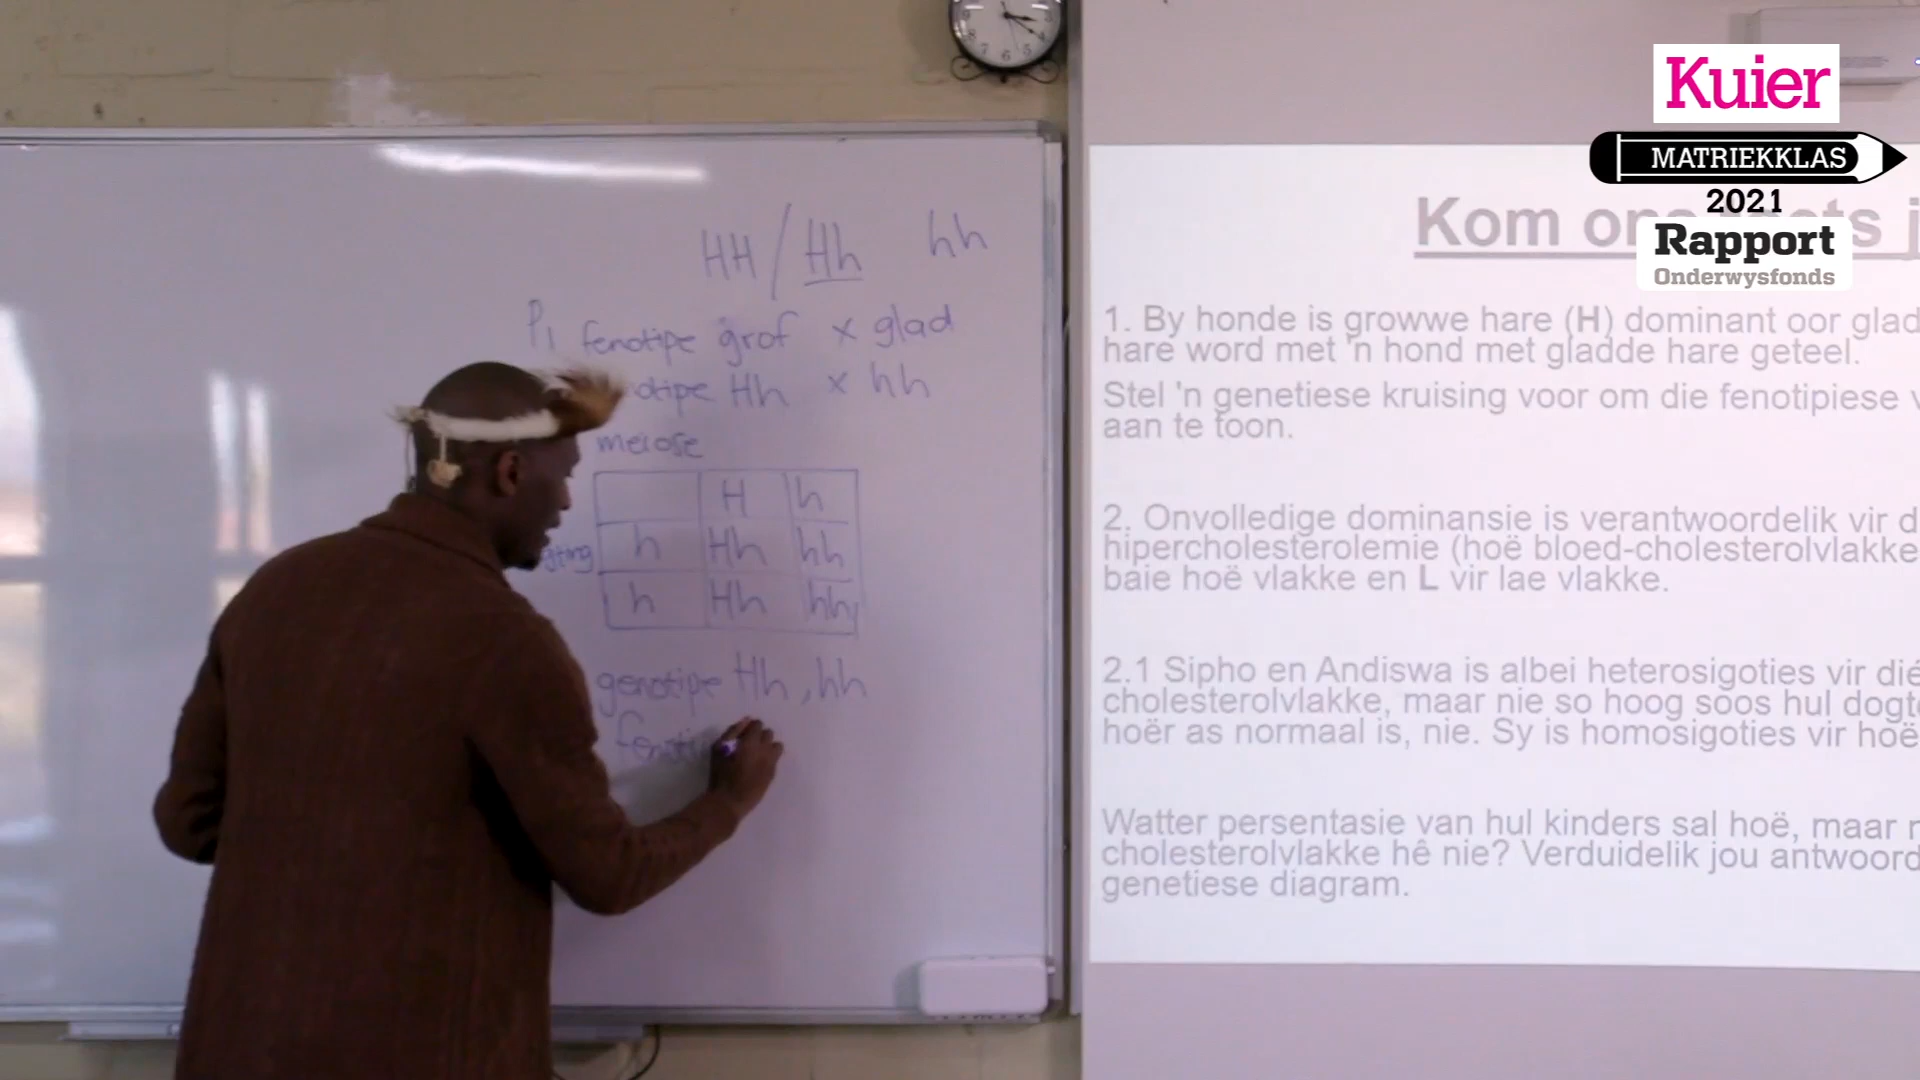 Kuier
MATRIEKKLAS
2021
Rapport
Onderwysfonds
HH / Hh hh
P1 fenotipe grof x glad
Hh x hh
meiose
H h
h Hh hh
h Hh hh
genotipe Hh, hh
Kom ons
1. By honde is growwe hare (H) dominant oor
hare word met 'n hond met gladde hare geteel.
Stel 'n genetiese kruising voor om die fenotipiese
aan te toon.
2. Onvolledige dominansie is verantwoordelik vir
hipercholesterolemie (hoë bloed-cholesterolvlakke
baie hoë vlakke en L vir lae vlakke.
2.1 Sipho en Andiswa is albei heterosigoties vir dié
cholesterolvlakke, maar nie so hoog soos hul
hoër as normaal is, nie. Sy is homosigoties vir hoë
Watter persentasie van hul kinders sal hoë, maar
cholesterolvlakke hê nie? Verduidelik jou antwoord
genetiese diagram.